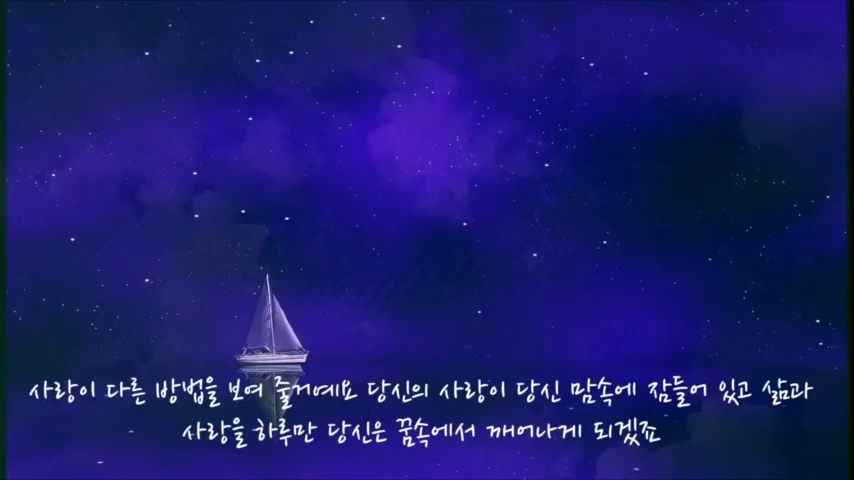 사랑이 다른 방법을 보여 줄거예요 당신의 사랑이 당신 맘속에 잠들어 있고 삶과
사랑을 하루만 당신은 꿈속에서 깨어나게 되겠죠